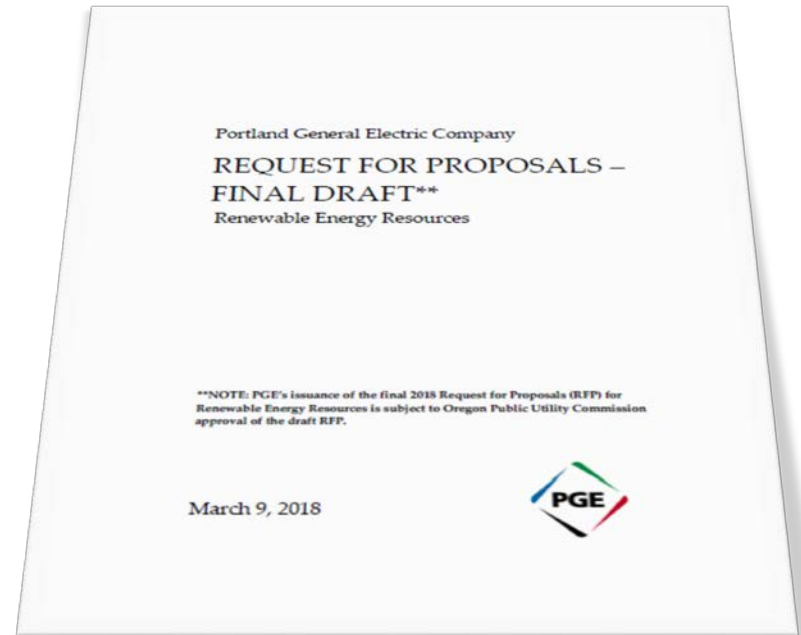 Portland General Electric Company
REQUEST FOR PROPOSALS –
FINAL DRAFT**
Renewable Energy Resources
**NOTE: PGE's issuance of the final 2018 Request for Proposals (RFP) for
Renewable Energy Resources is subject to Oregon Public Utility Commission
approval of the draft RFP.
March 9, 2018
PGE